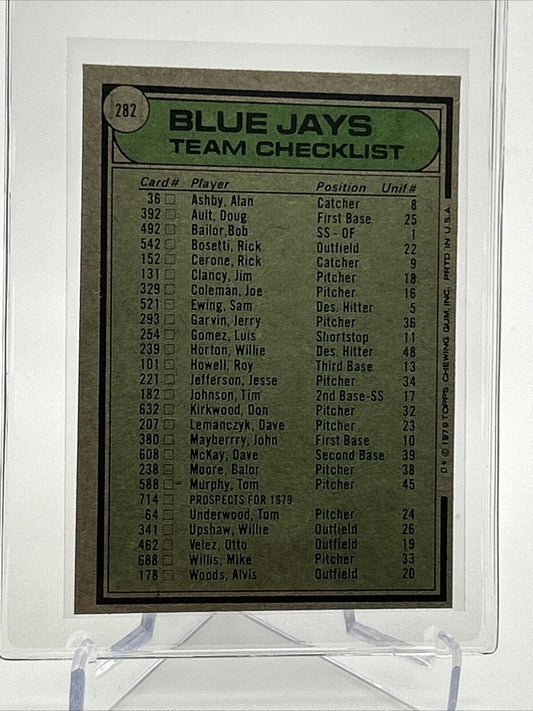 282
BLUE JAYS
TEAM CHECKLIST
Card # Player Position Unif #
36 Ashby, Alan Catcher 8
392 Ault, Doug First Base 25
492 Bailor, Bob SS - OF 1
542 Bosetti, Rick Outfield 22
152 Cerone, Rick Catcher 9
131 Clancy, Jim Pitcher 18
329 Coleman, Joe Pitcher 16
521 Ewing, Sam Des. Hitter 5
293 Garvin, Jerry Pitcher 36
254 Gomez, Luis Shortstop 11
239 Horton, Willie Des. Hitter 48
101 Howell, Roy Third Base 13
221 Jefferson, Jesse Pitcher 34
182 Johnson, Tim 2nd Base-SS 17
632 Kirkwood, Don Pitcher 32
207 Lemanczyk, Dave Pitcher 23
380 Mayberrry, John First Base 10
608 McKay, Dave Second Base 39
238 Moore, Balor Pitcher 38
588 Murphy, Tom Pitcher 45
714 PROSPECTS FOR 1979
64 Underwood, Tom Pitcher 24
341 Upshaw, Willie Outfield 26
462 Velez, Otto Outfield 19
688 Willis, Mike Pitcher 33
178 Woods, Alvis Outfield 20
D* © 1979 TOPPS CHEWING GUM, INC. PRTD IN U.S.A.